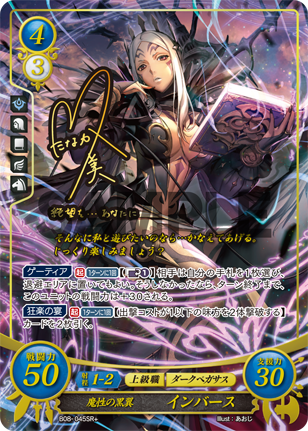 4
3
絶望を…あなたに
そんなに私と遊びたいのなら…かなえてあげる。
じっくり楽しみましょう?
ゲーティア 起 1ターンに1回 【 3】相手は自分の手札を1枚選び、
退避エリアに置いてもよい。そうしなかったなら、ターン終了まで、
このユニットの戦闘力は+30される。
狂楽の宴 起 1ターンに1回 【出撃コストが1以下の味方を2体撃破する】
カードを2枚引く。
戦闘力
50
射程
1-2
上級職
ダークペガサス
支援力
30
魔性の黒翼
インバース
B08-045SR+
Illust:あおじ